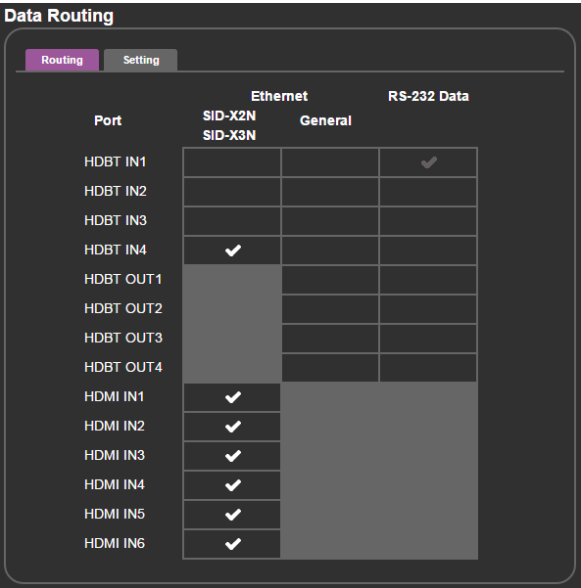 Data Routing
Routing Setting
Ethernet RS-232 Data
Port SID-X2N General
SID-X3N
HDBT IN1
HDBT IN2
HDBT IN3
HDBT IN4
HDBT OUT1
HDBT OUT2
HDBT OUT3
HDBT OUT4
HDMI IN1
HDMI IN2
HDMI IN3
HDMI IN4
HDMI IN5
HDMI IN6